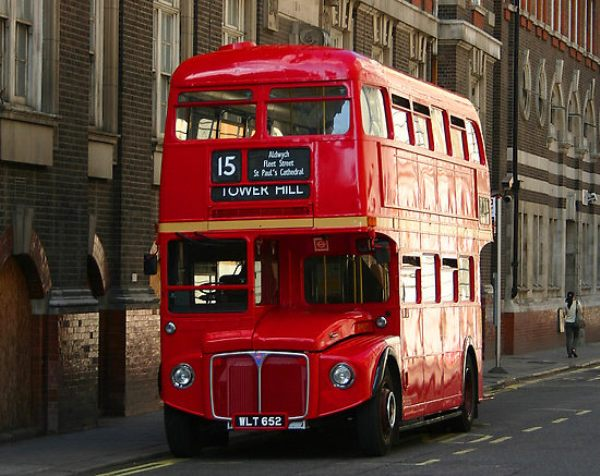 15
Aldwych
Fleet Street
St Paul's Cathedral
TOWER HILL
WLT 652